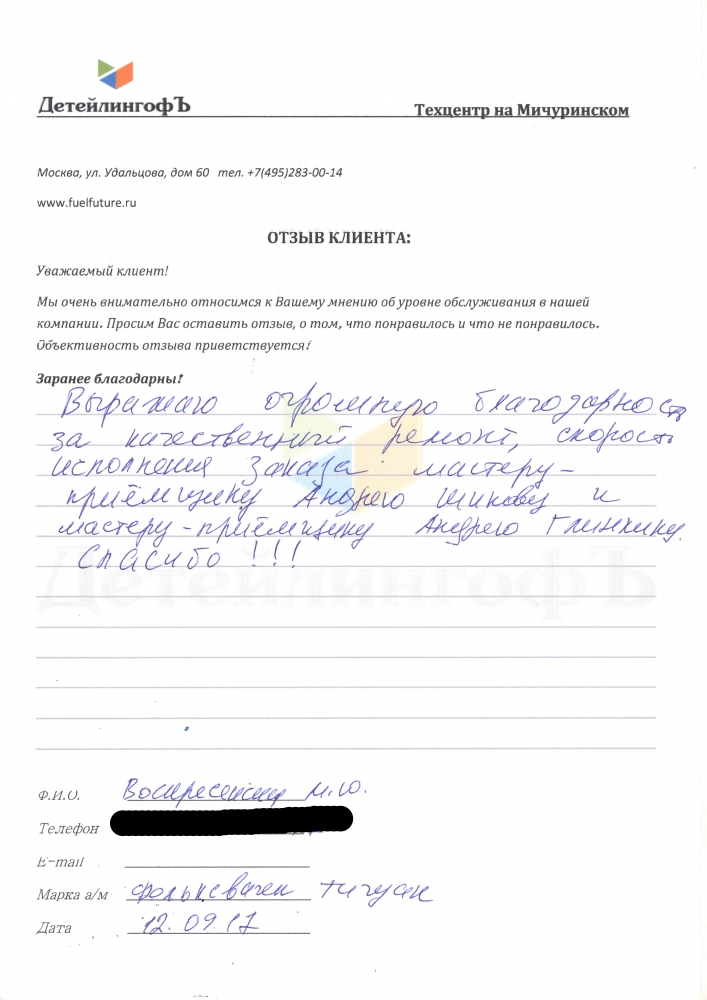 ДетейлингофЪ Техцентр на Мичуринском
Москва, ул. Удальцова, дом 60 тел. +7(495)283-00-14
www.fuelfuture.ru
ОТЗЫВ КЛИЕНТА:
Уважаемый клиент!
Мы очень внимательно относимся к Вашему мнению об уровне обслуживания в нашей
компании. Просим Вас оставить отзыв, о том, что понравилось и что не понравилось.
Объективность отзыва приветствуется!
Заранее благодарны!
Выражаю огромную благодарность
за качественный ремонт, скорость
исполнения заказа мастеру-
приёмщику Андрею и
мастеру-приёмщику Андрею Глинкину.
Спасибо !!!
ДетейлингофЪ
Ф.И.О. М.Ю.
Телефон
E-mail
Марка а/м фольксваген тигуан
Дата 12.09.17